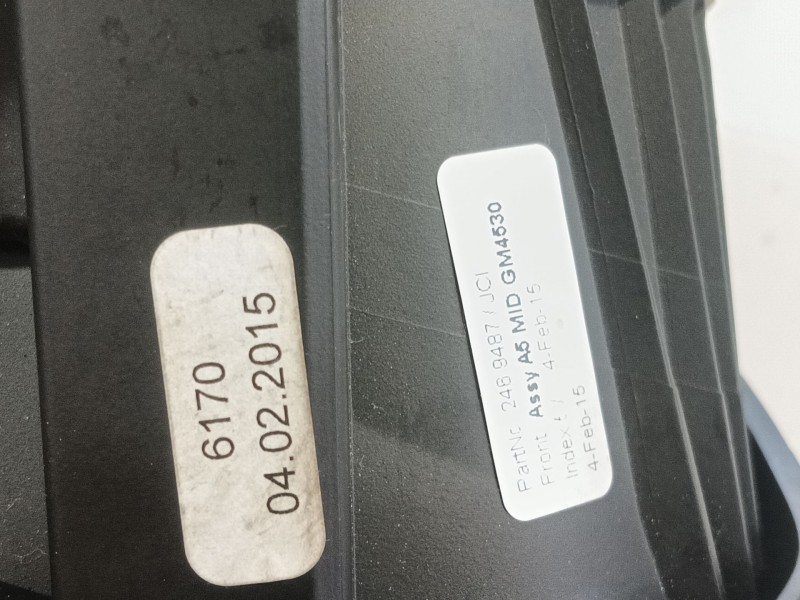 6170
04.02.2015
PartNo 246 9487 / JCI
Front Assy A5 MID GM4530
Index / 4-Feb-15
4-Feb-15